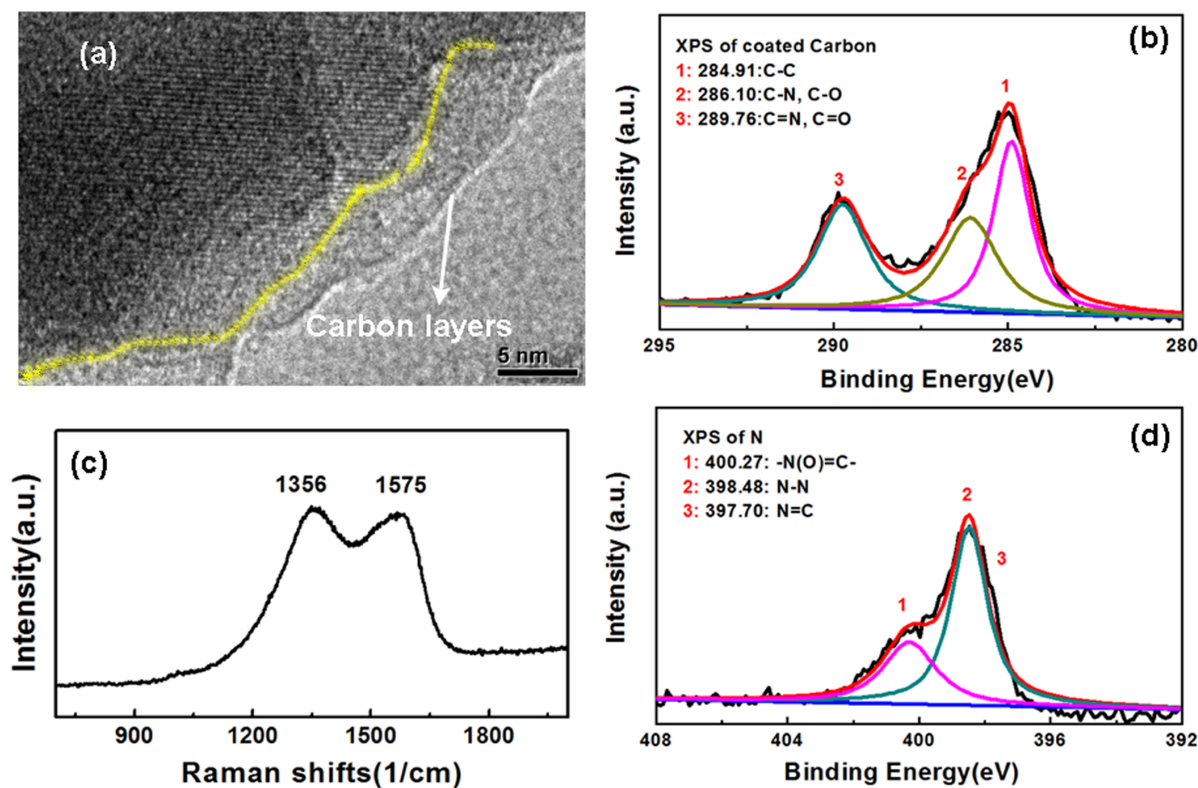 (a)
Carbon layers
5 nm
(b)
XPS of coated Carbon
1: 284.91:C-C
2: 286.10:C-N, C-O
3: 289.76:C=N, C=O
1
2
3
Intensity (a.u.)
295 290 285 280
Binding Energy(eV)
(c)
1356 1575
Intensity(a.u.)
900 1200 1500 1800
Raman shifts(1/cm)
(d)
XPS of N
1: 400.27: -N(O)=C-
2: 398.48: N-N
3: 397.70: N=C
2
3
1
Intensity (a.u.)
408 404 400 396 392
Binding Energy(eV)